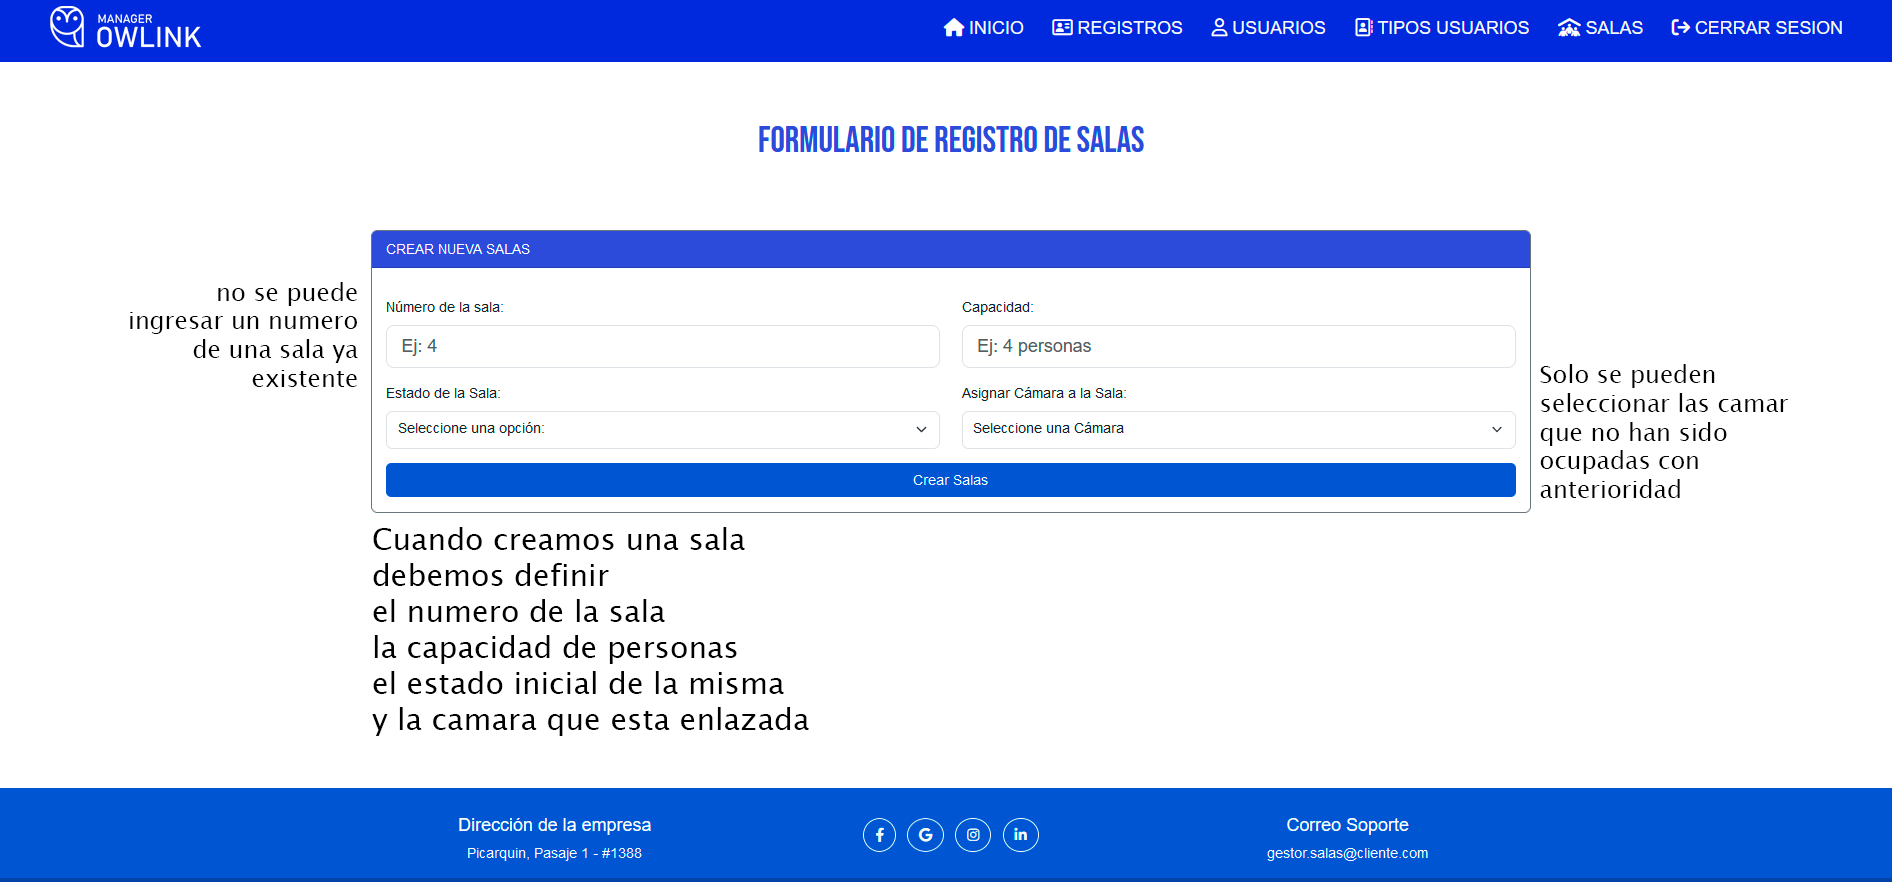 MANAGER
OWLINK
INICIO
REGISTROS
USUARIOS
TIPOS USUARIOS
SALAS
CERRAR SESION
FORMULARIO DE REGISTRO DE SALAS
CREAR NUEVA SALAS
no se puede
ingresar un numero
de una sala ya
existente
Número de la sala:
Ej: 4
Capacidad:
Ej: 4 personas
Estado de la Sala:
Seleccione una opción:
Asignar Cámara a la Sala:
Seleccione una Cámara
Crear Salas
Solo se pueden
seleccionar las camar
que no han sido
ocupadas con
anterioridad
Cuando creamos una sala
debemos definir
el numero de la sala
la capacidad de personas
el estado inicial de la misma
y la camara que esta enlazada
Dirección de la empresa
Picarquin, Pasaje 1 - #1388
Correo Soporte
gestor.salas@cliente.com